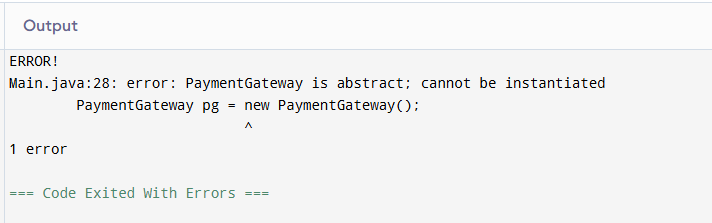 Output
ERROR!
Main.java:28: error: PaymentGateway is abstract; cannot be instantiated
        PaymentGateway pg = new PaymentGateway();
                            ^
1 error
=== Code Exited With Errors ===